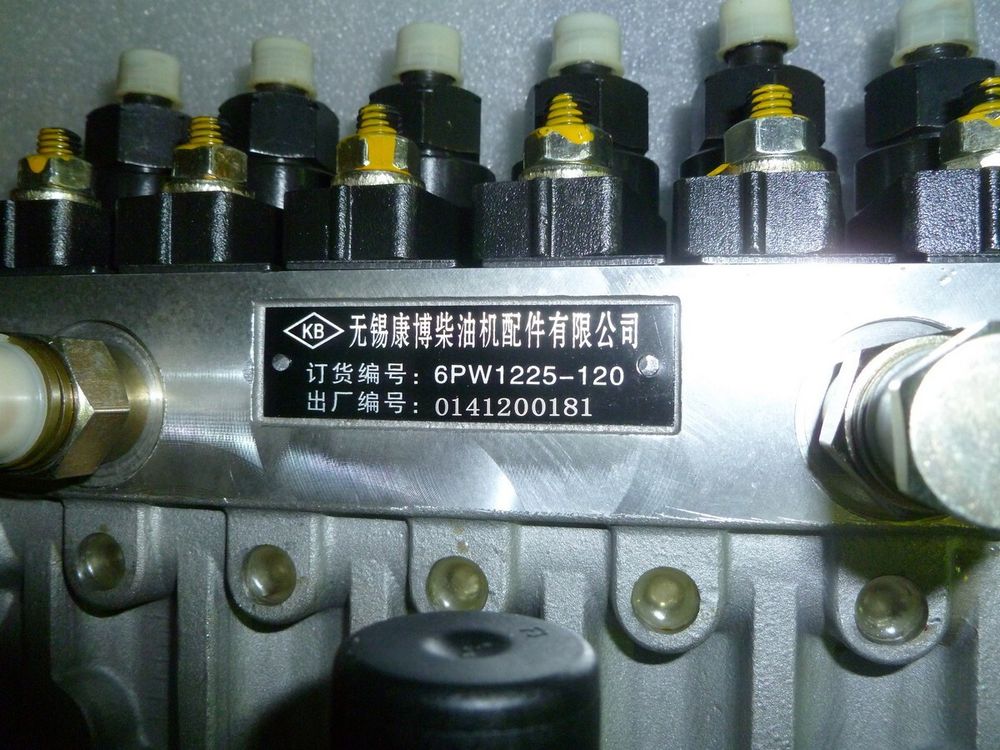 KB 无锡康博柴油机配件有限公司
订货编号: 6PW1225-120
出厂编号: 0141200181